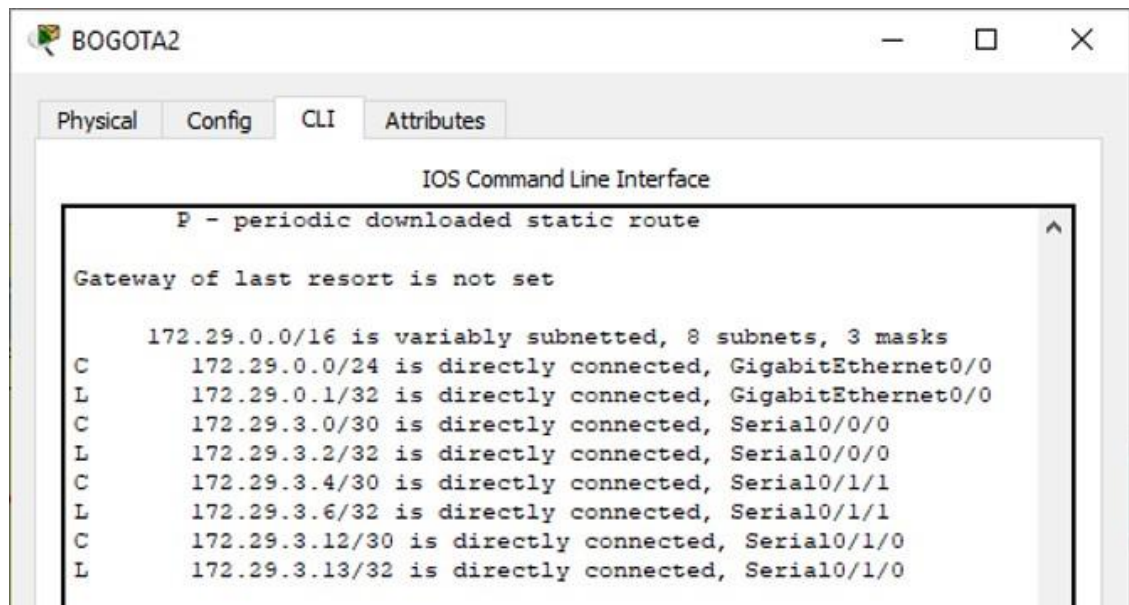 BOGOTA2
Physical Config CLI Attributes
IOS Command Line Interface
P - periodic downloaded static route
Gateway of last resort is not set
172.29.0.0/16 is variably subnetted, 8 subnets, 3 masks
C 172.29.0.0/24 is directly connected, GigabitEthernet0/0
L 172.29.0.1/32 is directly connected, GigabitEthernet0/0
C 172.29.3.0/30 is directly connected, Serial0/0/0
L 172.29.3.2/32 is directly connected, Serial0/0/0
C 172.29.3.4/30 is directly connected, Serial0/1/1
L 172.29.3.6/32 is directly connected, Serial0/1/1
C 172.29.3.12/30 is directly connected, Serial0/1/0
L 172.29.3.13/32 is directly connected, Serial0/1/0